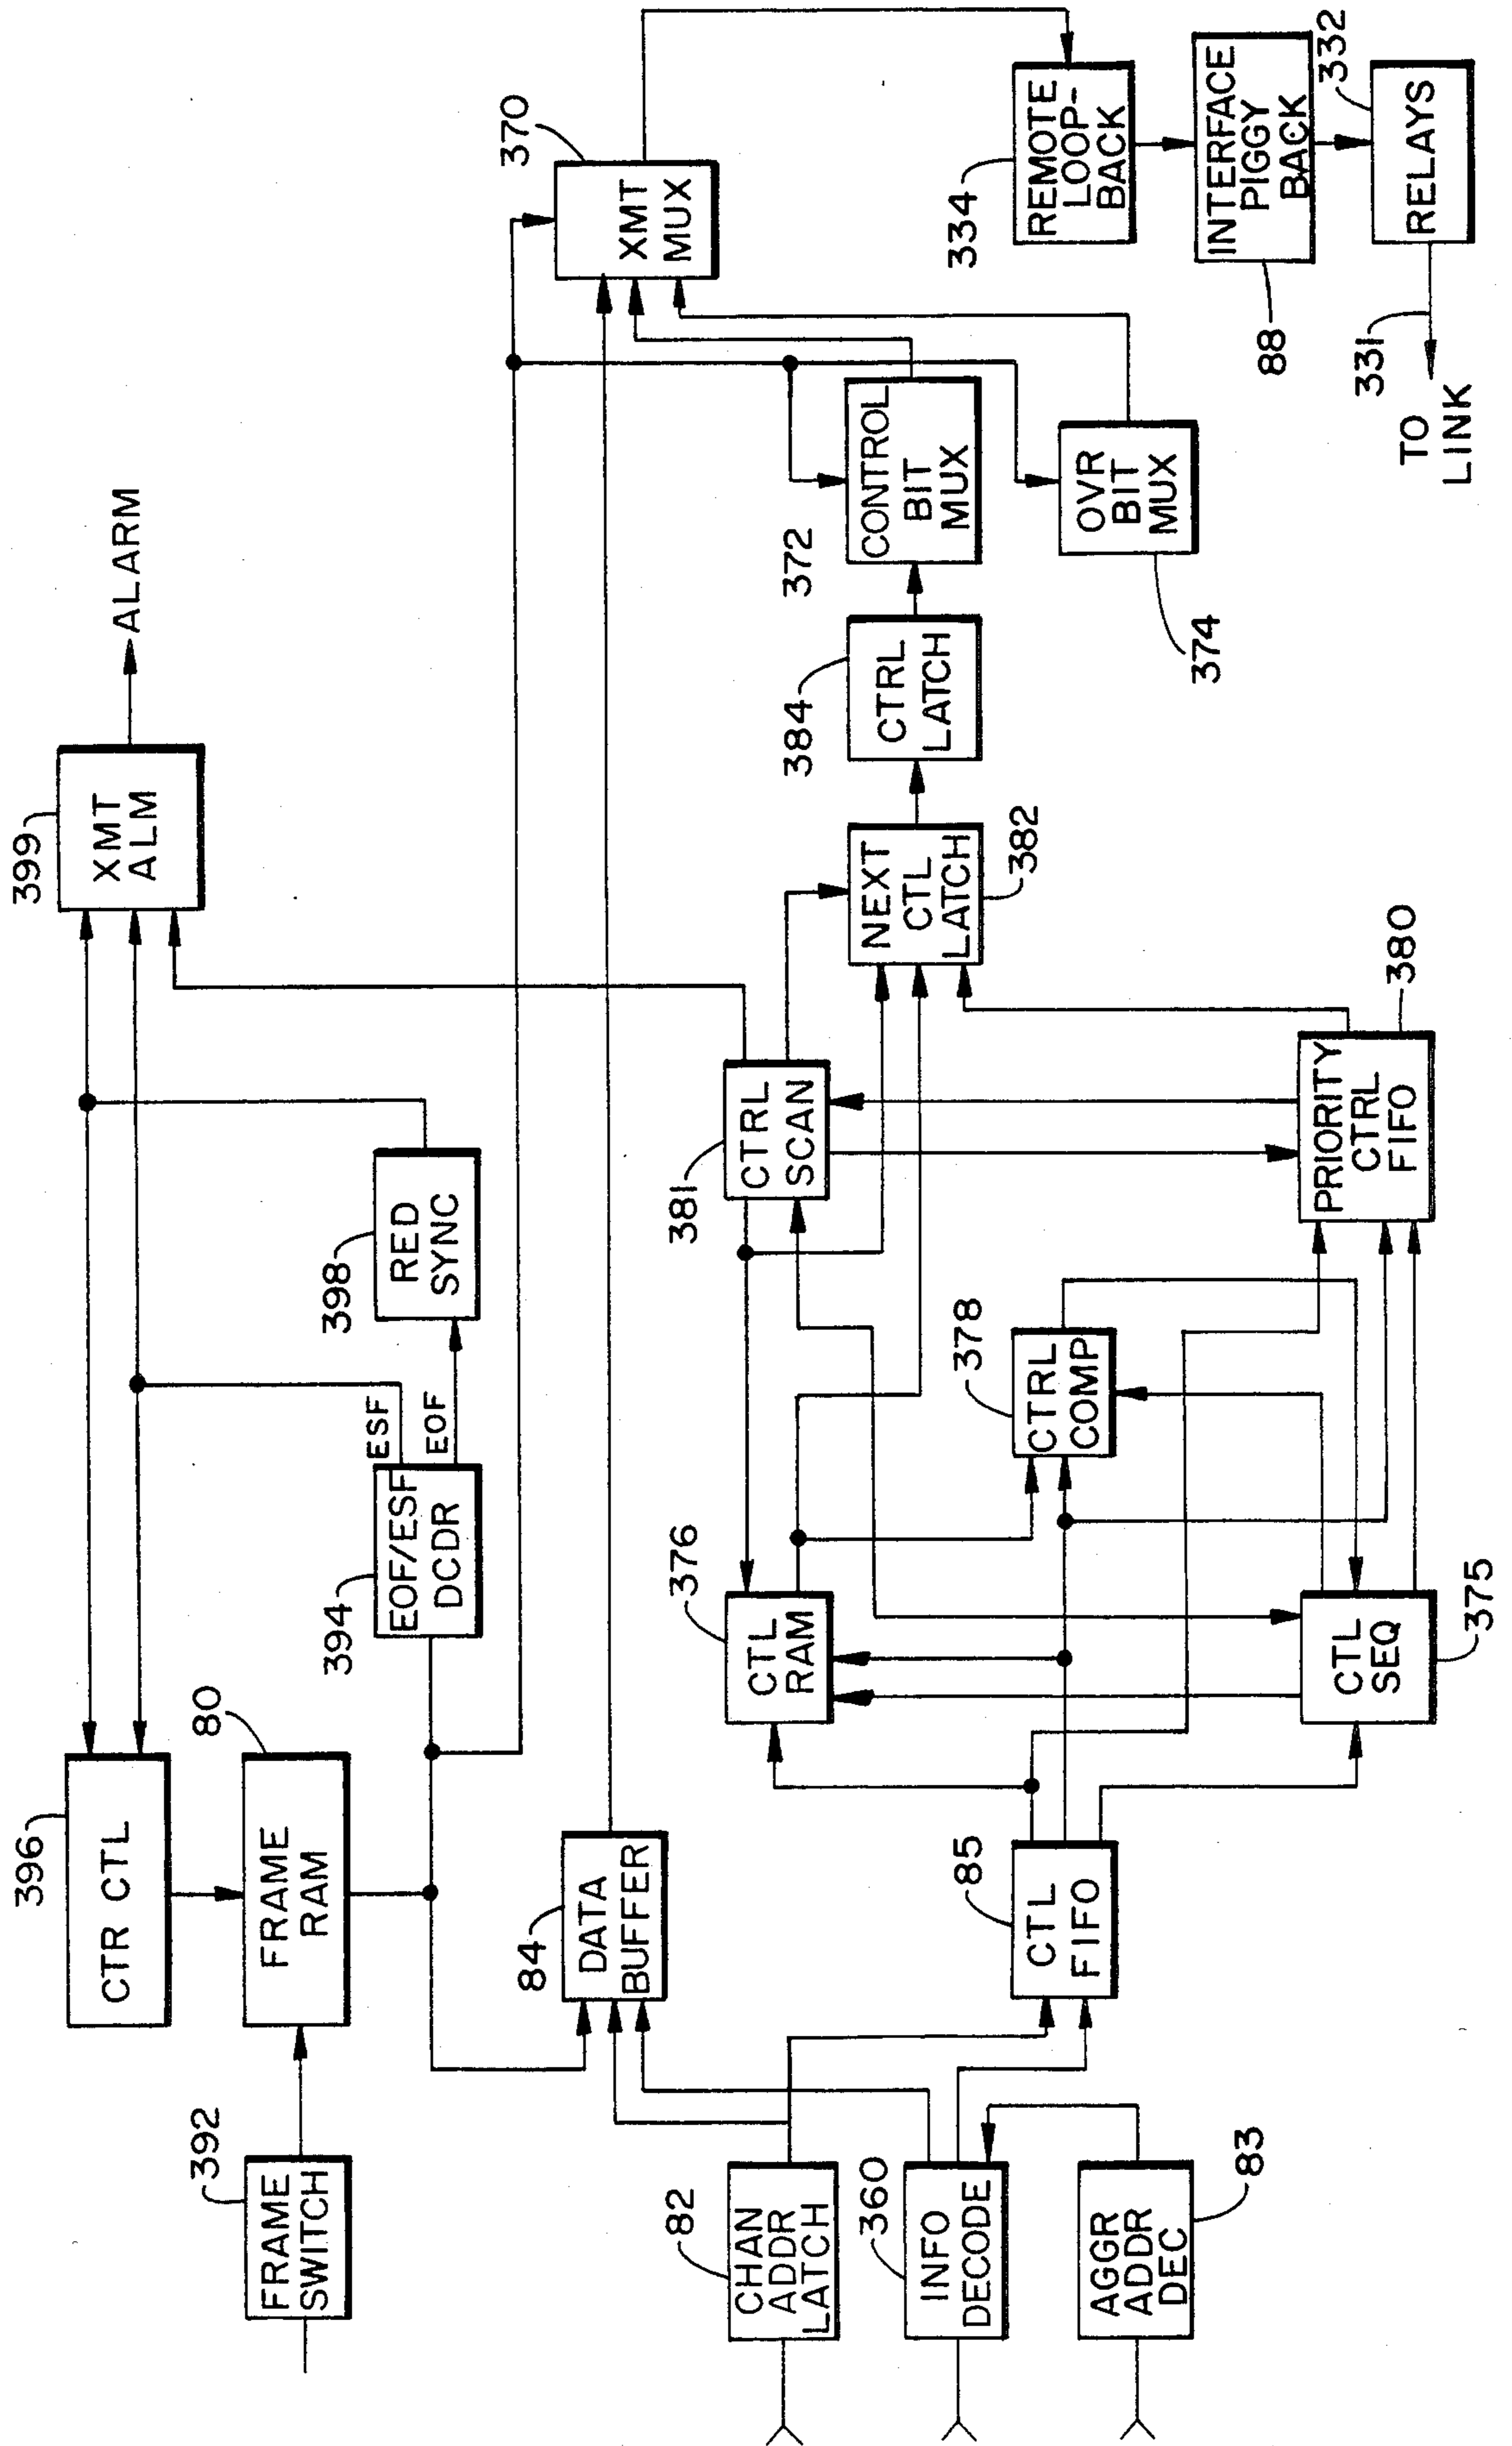 396
CTR CTL
399
XMT
ALM
ALARM
392
FRAME
SWITCH
80
FRAME
RAM
394
EOF/ESF
DCDR
ESF
EOF
398
RED
SYNC
84
DATA
BUFFER
370
XMT
MUX
82
CHAN
ADDR
LATCH
376
CTL
RAM
381
CTRL
SCAN
NEXT
CTL
LATCH
382
384
CTRL
LATCH
372
CONTROL
BIT
MUX
360
INFO
DECODE
85
CTL
FIFO
378
CTRL
COMP
OVR
BIT
MUX
374
334
REMOTE
LOOP-
BACK
AGGR
ADDR
DEC
83
CTL
SEQ
375
PRIORITY
CTRL
FIFO
380
INTERFACE
PIGGY
BACK
88
332
RELAYS
331
TO
LINK